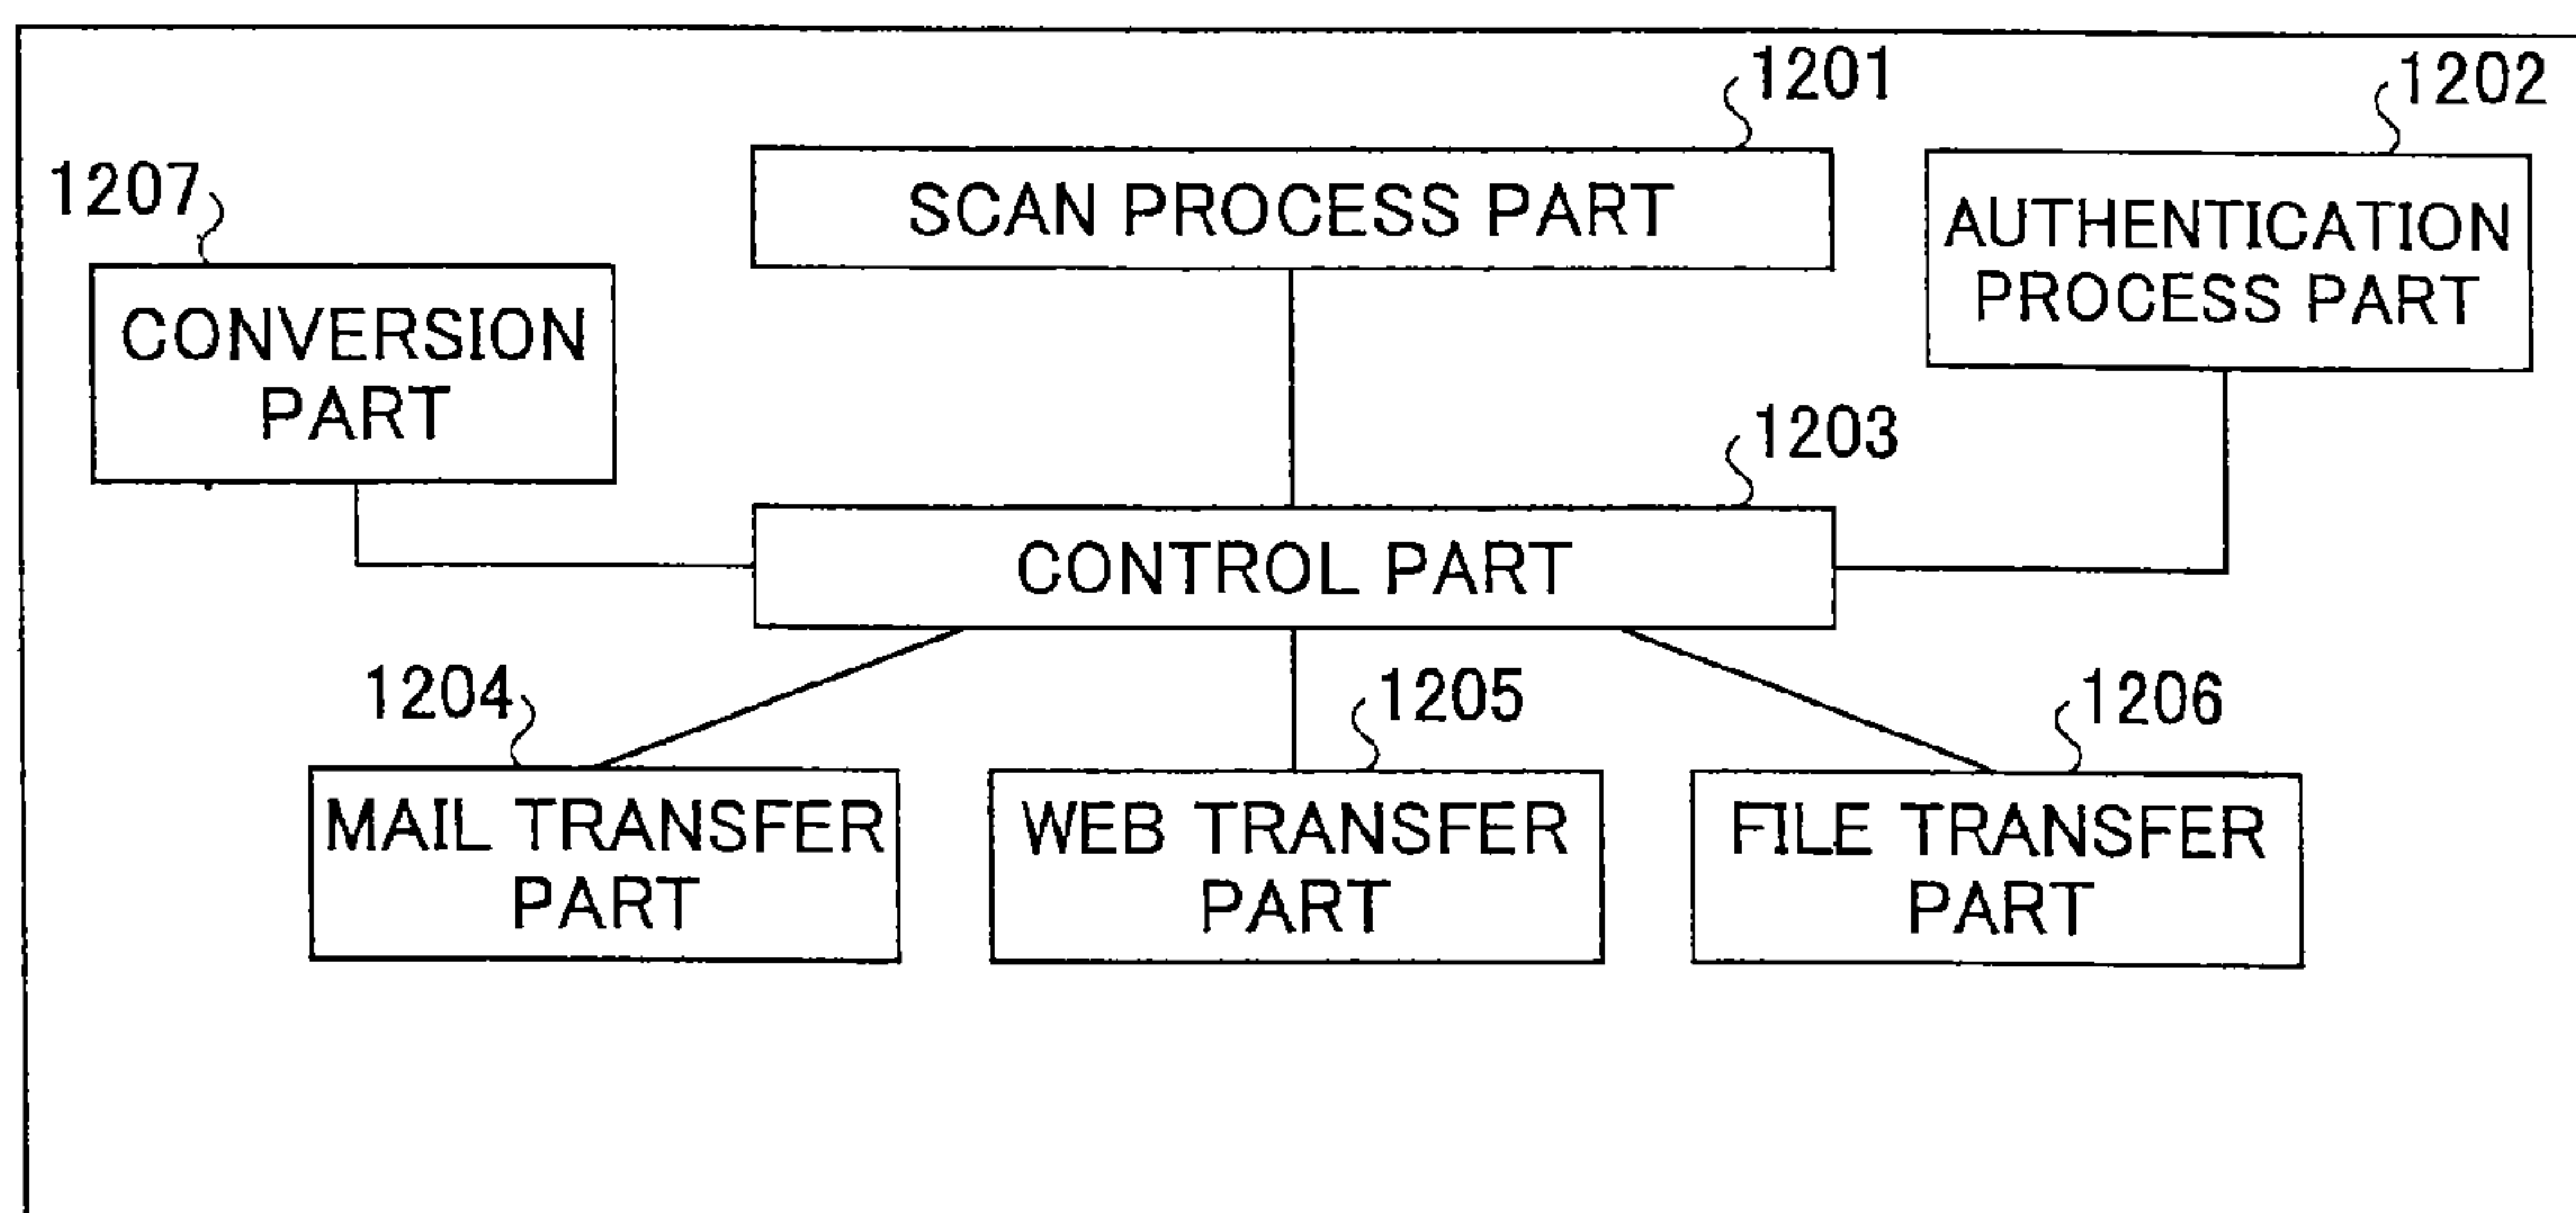 1201
SCAN PROCESS PART
1202
AUTHENTICATION
PROCESS PART
1207
CONVERSION
PART
1203
CONTROL PART
1204
MAIL TRANSFER
PART
1205
WEB TRANSFER
PART
1206
FILE TRANSFER
PART